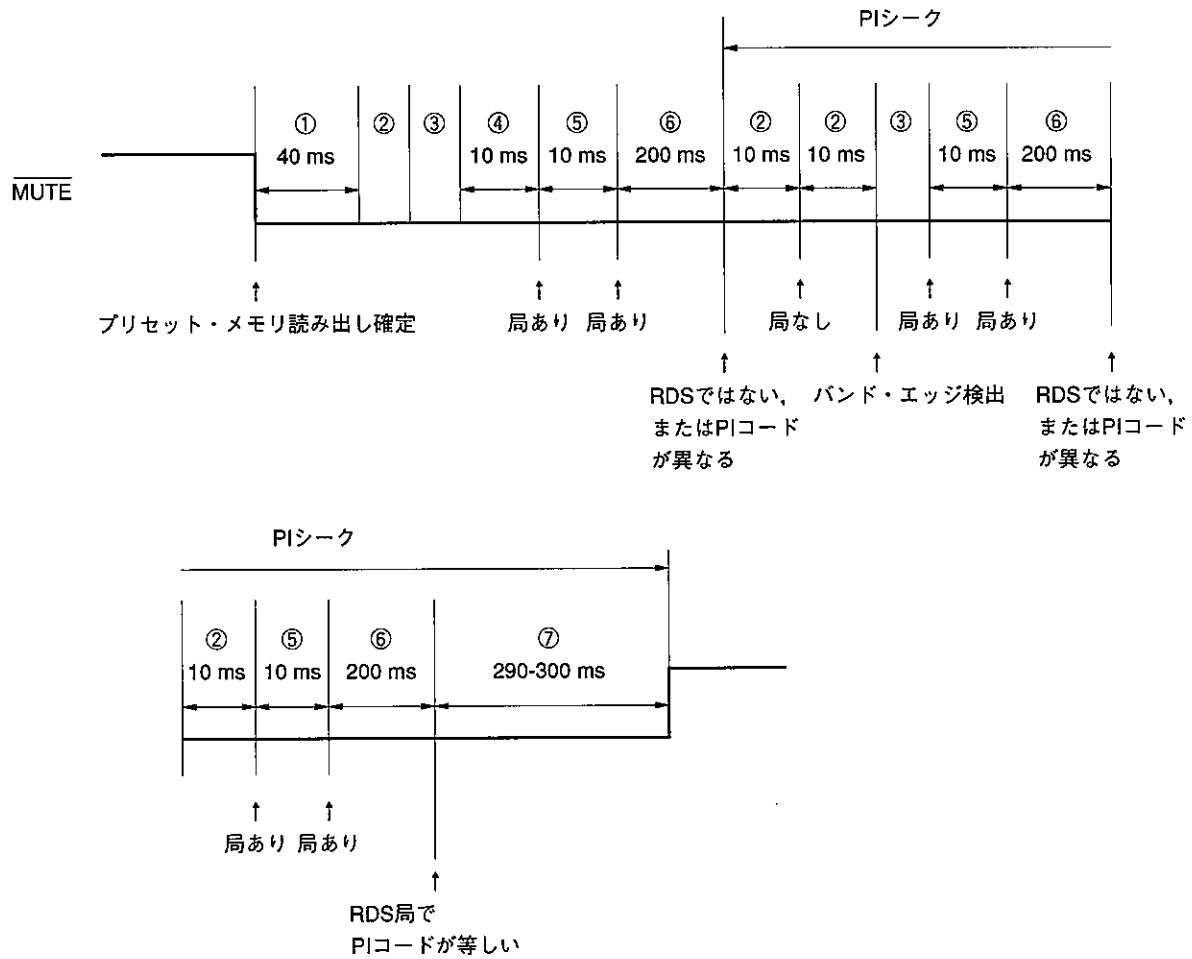 PIシーク
① ② ③ ④ ⑤ ⑥ ② ② ③ ⑤ ⑥
40 ms 10 ms 10 ms 200 ms 10 ms 10 ms 10 ms 200 ms
MUTE
プリセット・メモリ読み出し確定 局あり 局あり 局なし 局あり 局あり
RDSではない,
またはPIコード
が異なる
バンド・エッジ検出
RDSではない,
またはPIコード
が異なる
PIシーク
② ⑤ ⑥ ⑦
10 ms 10 ms 200 ms 290-300 ms
局あり 局あり
RDS局で
PIコードが等しい